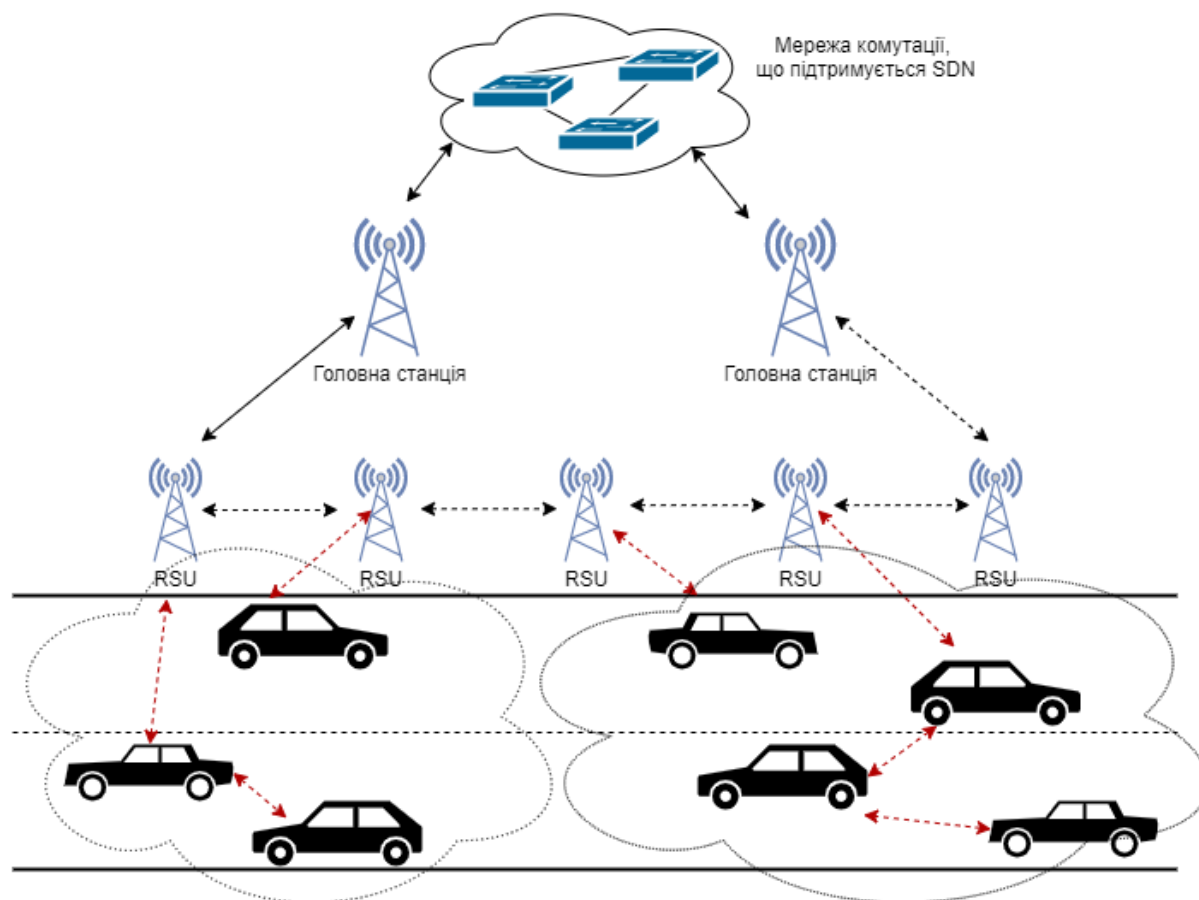 Мережа комутації,
що підтримується SDN
Головна станція
Головна станція
RSU
RSU
RSU
RSU
RSU